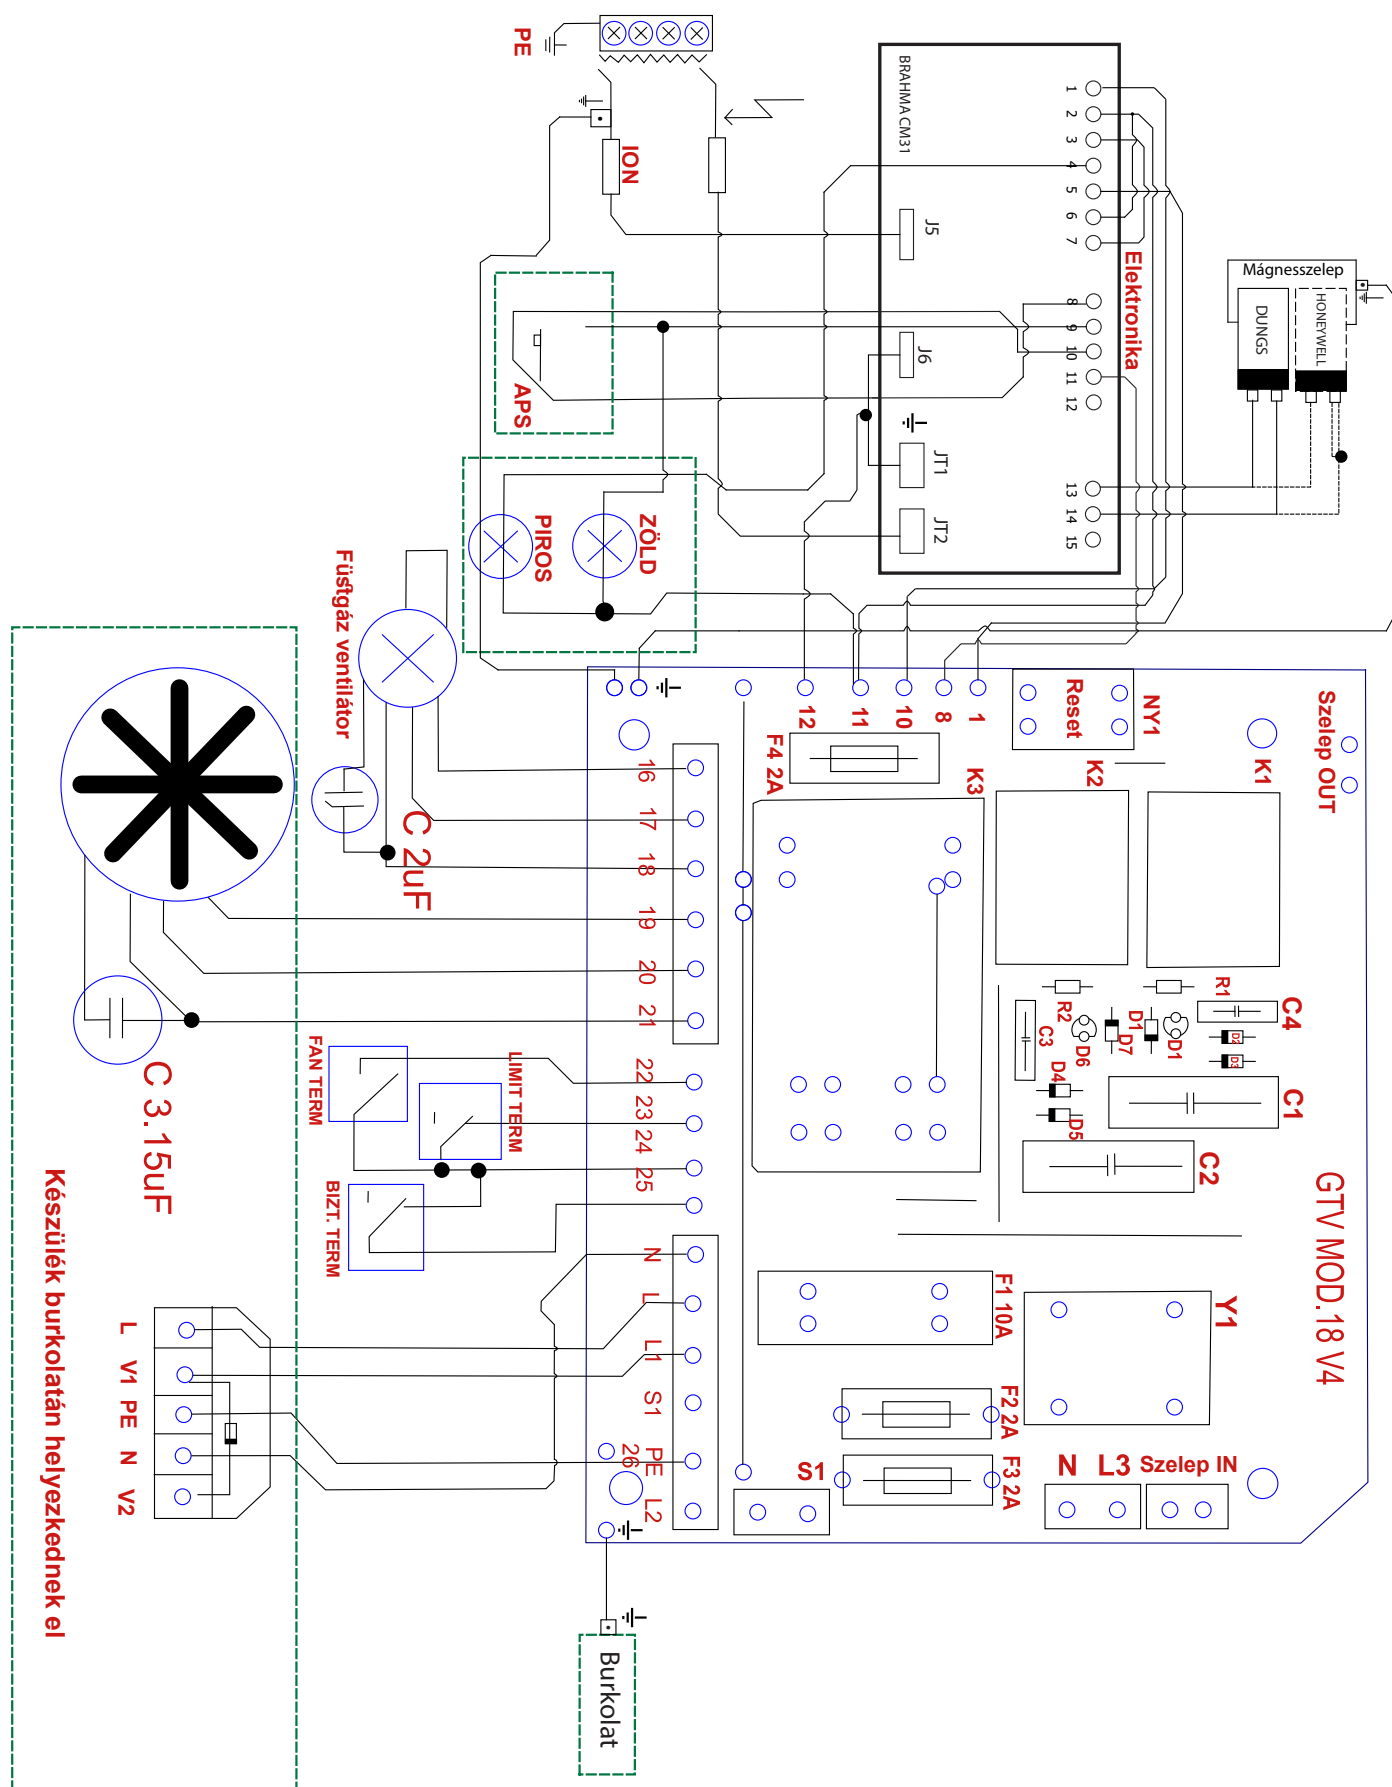 PE
ION
BRAHMA CM31
1
2
3
4
5
6
7
8
9
10
11
12
13
14
15
J5
J6
JT1
JT2
Elektronika
Mágnesszelep
DUNGS
HONEYWELL
APS
PIROS
ZÖLD
Füstgáz ventilátor
C 2uF
12
11
10
8
1
F4 2A
K3
Reset
NY1
K2
K1
Szelep OUT
16
17
18
19
20
21
22
23
24
25
N
L
L1
S1
PE
26
L2
R1
C4
R2
C3
D6
D7
D1
D1
D2
D3
D4
D5
C1
C2
GTV MOD.18 V4
F1 10A
Y1
F2 2A
F3 2A
S1
N
L3
Szelep IN
C 3.15uF
FAN TERM
LIMIT TERM
BIZT. TERM
L
V1
PE
N
V2
Készülék burkolatán helyezkednek el
Burkolat